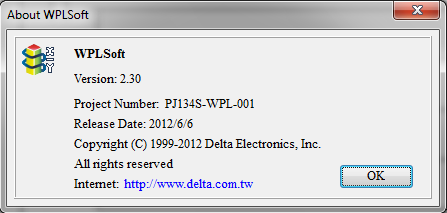 About WPLSoft
WPLSoft
Version: 2.30
Project Number: PJ134S-WPL-001
Release Date: 2012/6/6
Copyright (C) 1999-2012 Delta Electronics, Inc.
All rights reserved
Internet: http://www.delta.com.tw
OK